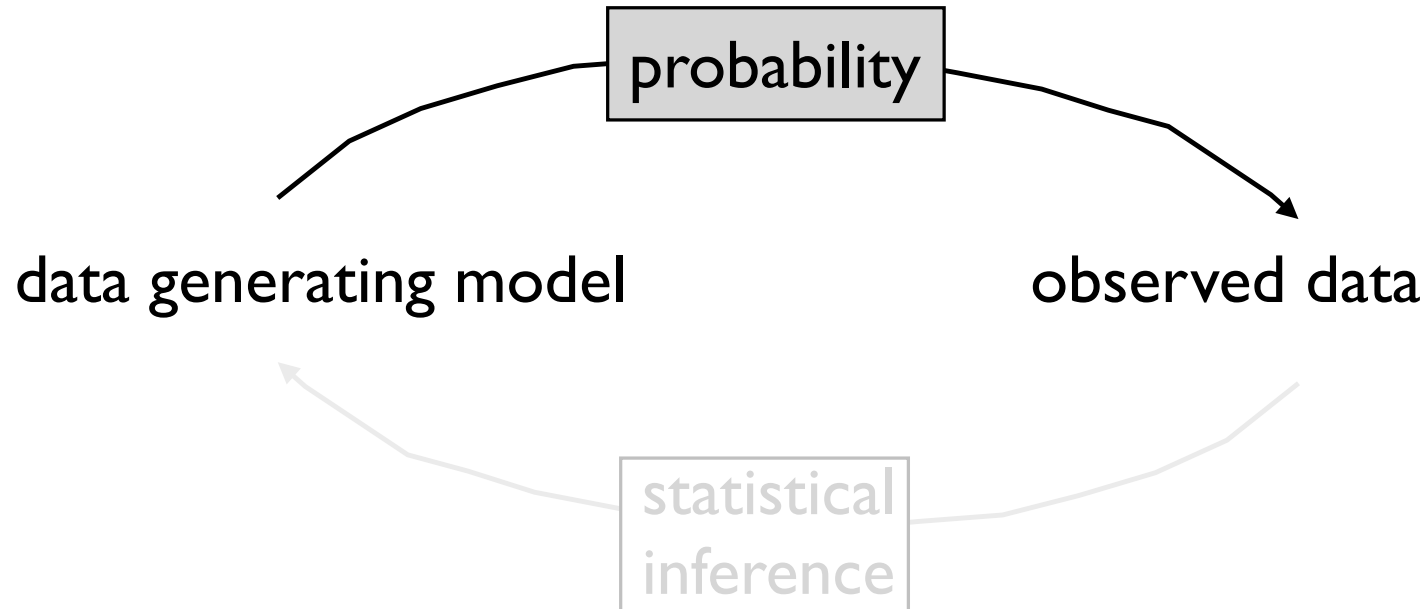 probability
data generating model
observed data
statistical
inference